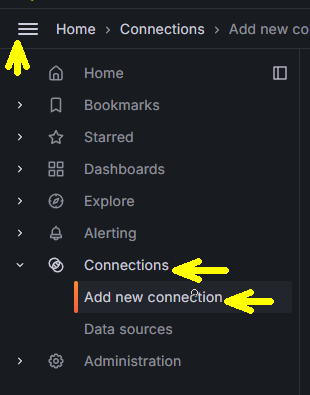 Home › Connections › Add new co
Home
Bookmarks
Starred
Dashboards
Explore
Alerting
Connections
Add new connection
Data sources
Administration